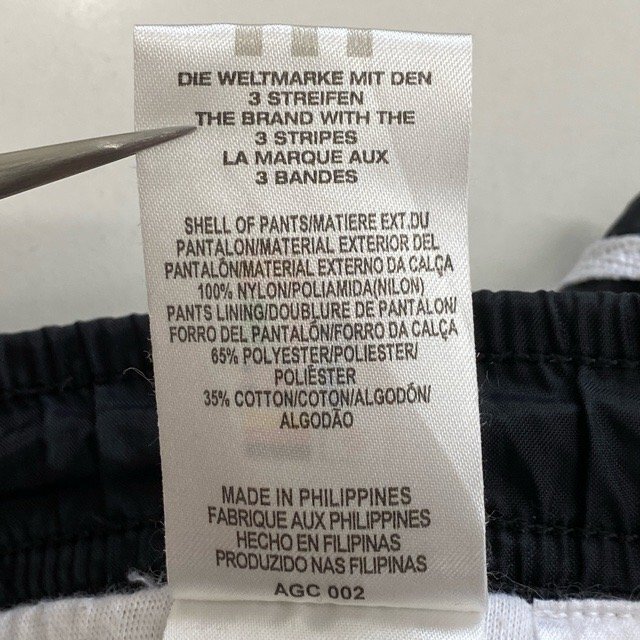 DIE WELTMARKE MIT DEN
3 STREIFEN
THE BRAND WITH THE
3 STRIPES
LA MARQUE AUX
3 BANDES
SHELL OF PANTS/MATIERE EXT.DU
PANTALON/MATERIAL EXTERIOR DEL
PANTALÓN/MATERIAL EXTERNO DA CALÇA
100% NYLON/POLIAMIDA(NILON)
PANTS LINING/DOUBLURE DE PANTALON/
FORRO DEL PANTALÓN/FORRO DA CALÇA
65% POLYESTER/POLIESTER/
POLIÉSTER
35% COTTON/COTON/ALGODÓN/
ALGODÃO
MADE IN PHILIPPINES
FABRIQUE AUX PHILIPPINES
HECHO EN FILIPINAS
PRODUZIDO NAS FILIPINAS
AGC 002